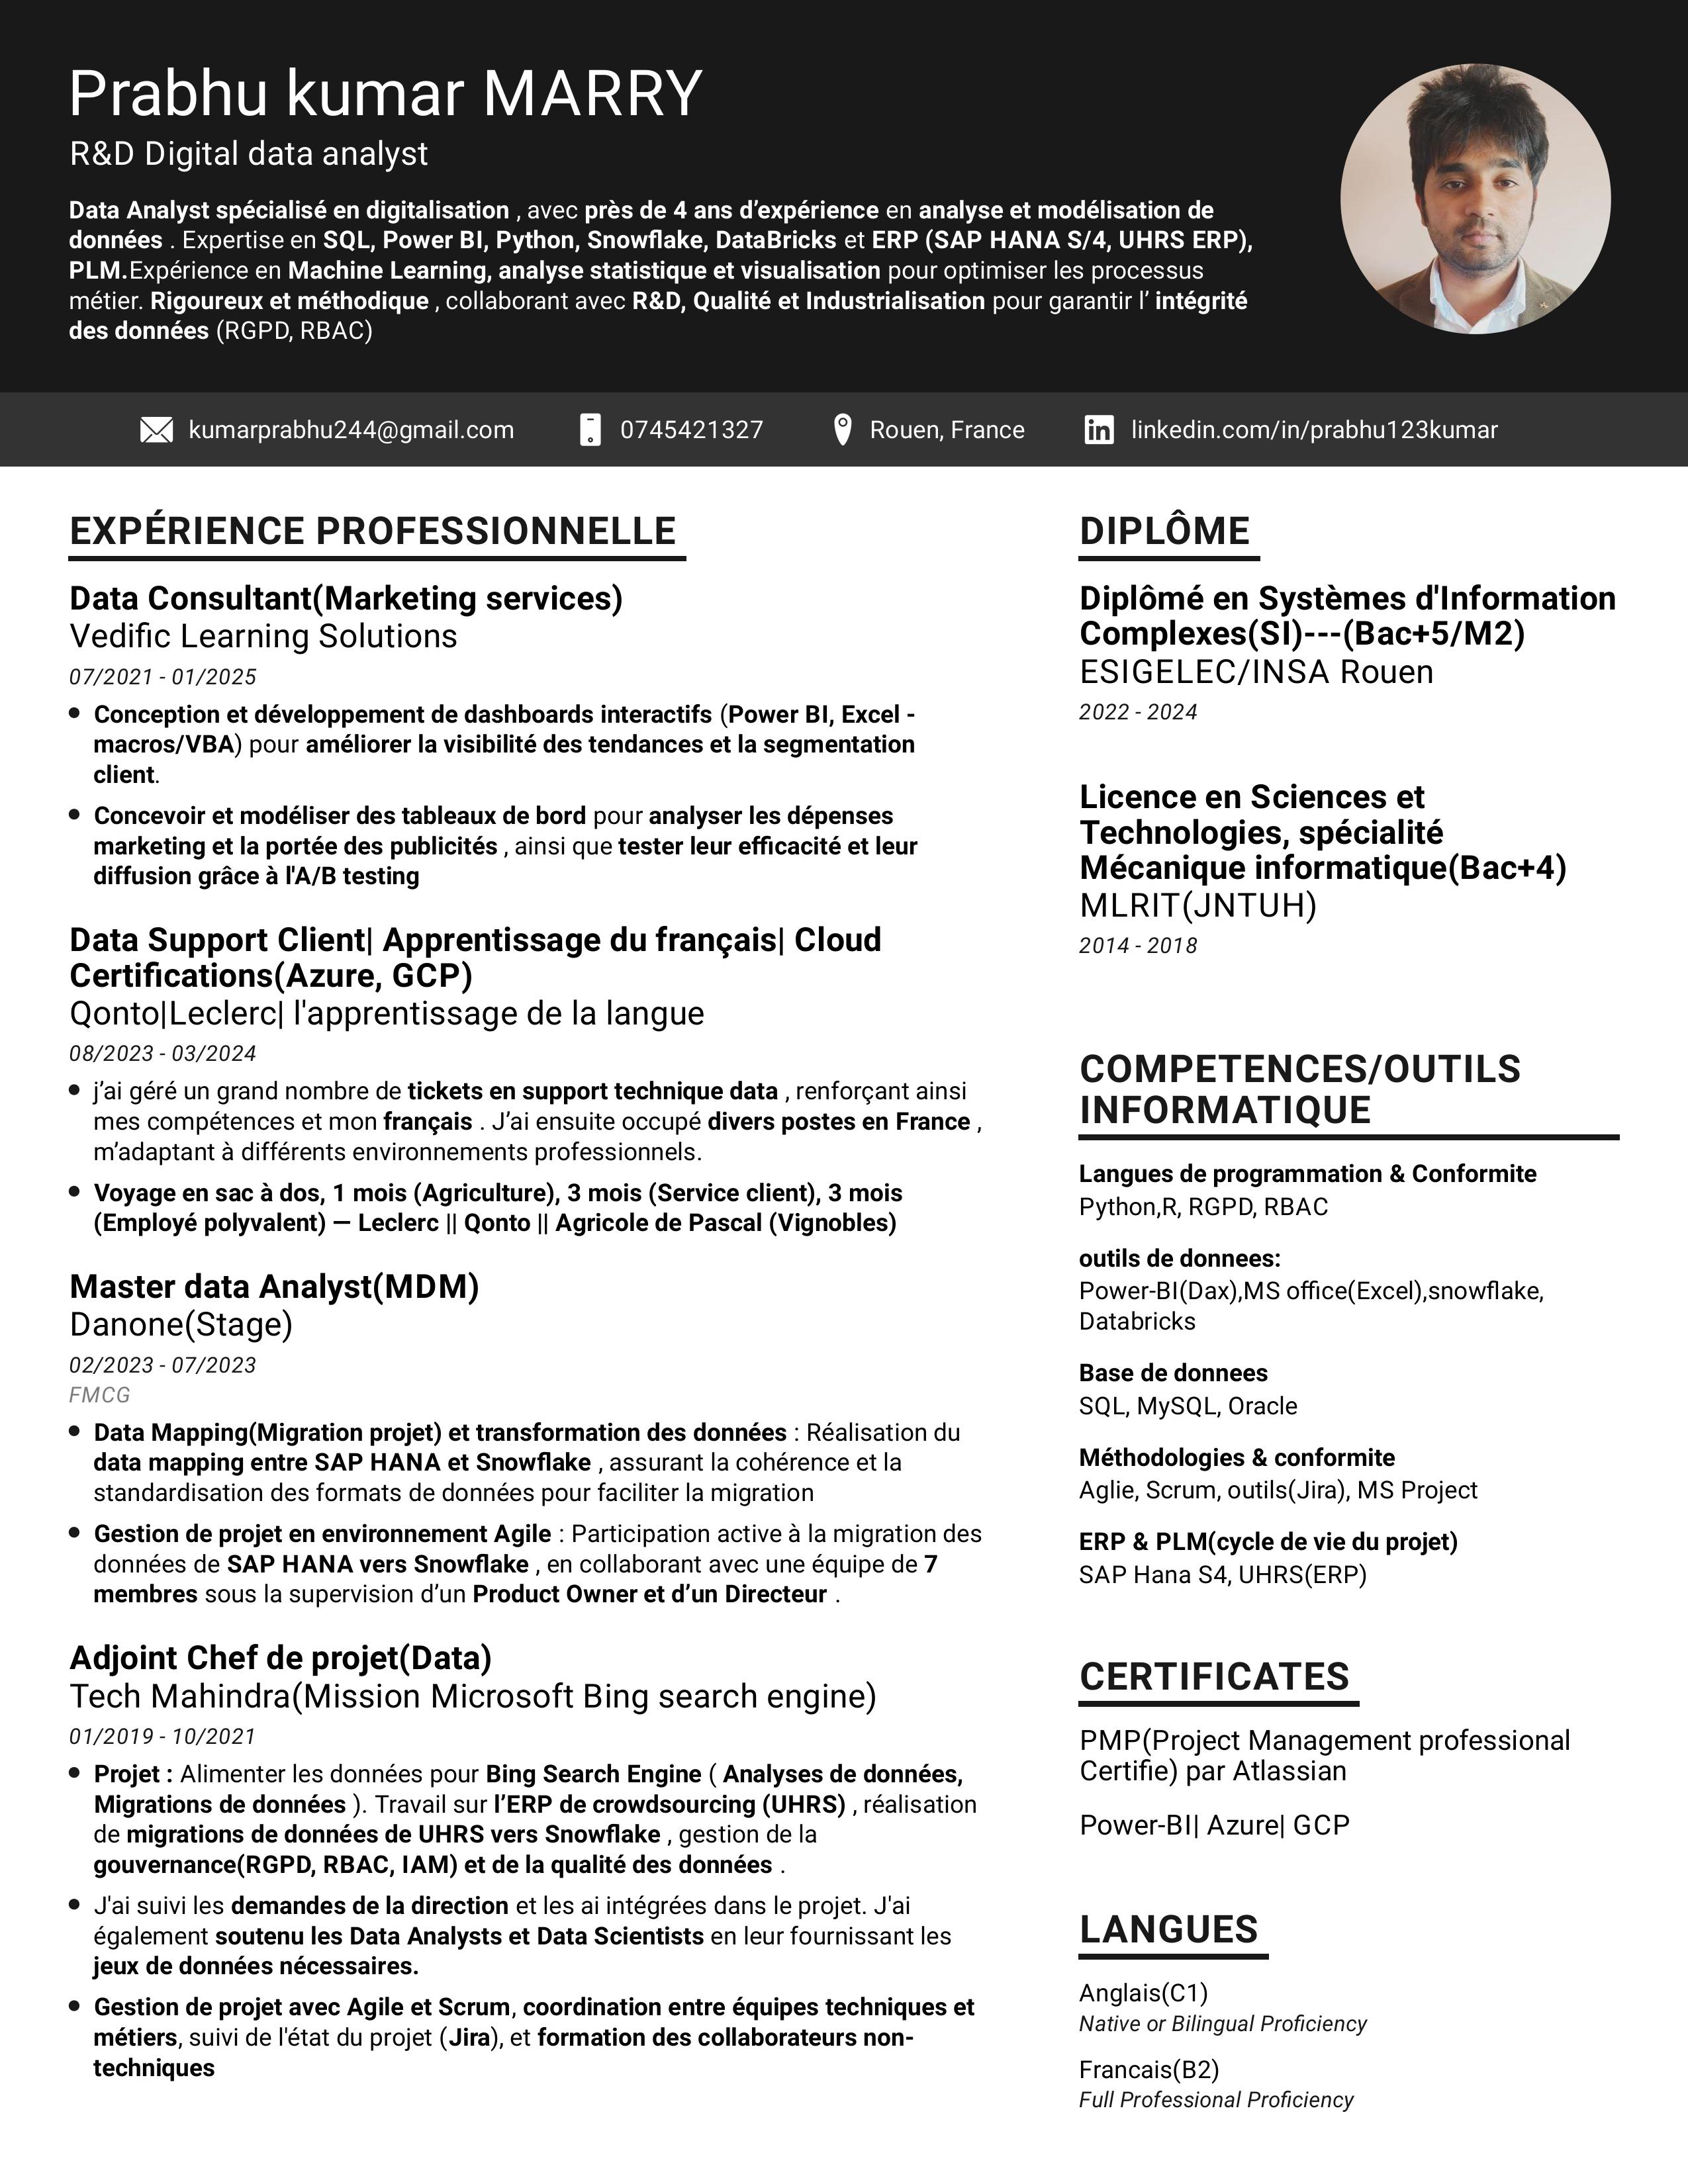 Prabhu kumar MARRY
R&D Digital data analyst
Data Analyst spécialisé en digitalisation , avec près de 4 ans d’expérience en analyse et modélisation de
données . Expertise en SQL, Power BI, Python, Snowflake, DataBricks et ERP (SAP HANA S/4, UHRS ERP),
PLM.Expérience en Machine Learning, analyse statistique et visualisation pour optimiser les processus
métier. Rigoureux et méthodique , collaborant avec R&D, Qualité et Industrialisation pour garantir l’ intégrité
des données (RGPD, RBAC)
kumarprabhu244@gmail.com
0745421327
Rouen, France
linkedin.com/in/prabhu123kumar
EXPÉRIENCE PROFESSIONNELLE
Data Consultant(Marketing services)
Vedific Learning Solutions
07/2021 - 01/2025
• Conception et développement de dashboards interactifs (Power BI, Excel -
macros/VBA) pour améliorer la visibilité des tendances et la segmentation
client.
• Concevoir et modéliser des tableaux de bord pour analyser les dépenses
marketing et la portée des publicités , ainsi que tester leur efficacité et leur
diffusion grâce à l'A/B testing
Data Support Client| Apprentissage du français| Cloud
Certifications(Azure, GCP)
Qonto|Leclerc| l'apprentissage de la langue
08/2023 - 03/2024
• j’ai géré un grand nombre de tickets en support technique data , renforçant ainsi
mes compétences et mon français . J’ai ensuite occupé divers postes en France ,
m’adaptant à différents environnements professionnels.
• Voyage en sac à dos, 1 mois (Agriculture), 3 mois (Service client), 3 mois
(Employé polyvalent) — Leclerc || Qonto || Agricole de Pascal (Vignobles)
Master data Analyst(MDM)
Danone(Stage)
02/2023 - 07/2023
FMCG
• Data Mapping(Migration projet) et transformation des données : Réalisation du
data mapping entre SAP HANA et Snowflake , assurant la cohérence et la
standardisation des formats de données pour faciliter la migration
• Gestion de projet en environnement Agile : Participation active à la migration des
données de SAP HANA vers Snowflake , en collaborant avec une équipe de 7
membres sous la supervision d’un Product Owner et d’un Directeur .
Adjoint Chef de projet(Data)
Tech Mahindra(Mission Microsoft Bing search engine)
01/2019 - 10/2021
• Projet : Alimenter les données pour Bing Search Engine ( Analyses de données,
Migrations de données ). Travail sur l’ERP de crowdsourcing (UHRS) , réalisation
de migrations de données de UHRS vers Snowflake , gestion de la
gouvernance(RGPD, RBAC, IAM) et de la qualité des données .
• J'ai suivi les demandes de la direction et les ai intégrées dans le projet. J'ai
également soutenu les Data Analysts et Data Scientists en leur fournissant les
jeux de données nécessaires.
• Gestion de projet avec Agile et Scrum, coordination entre équipes techniques et
métiers, suivi de l'état du projet (Jira), et formation des collaborateurs non-
techniques
DIPLÔME
Diplômé en Systèmes d'Information
Complexes(SI)---(Bac+5/M2)
ESIGELEC/INSA Rouen
2022 - 2024
Licence en Sciences et
Technologies, spécialité
Mécanique informatique(Bac+4)
MLRIT(JNTUH)
2014 - 2018
COMPETENCES/OUTILS
INFORMATIQUE
Langues de programmation & Conformite
Python,R, RGPD, RBAC
outils de donnees:
Power-BI(Dax),MS office(Excel),snowflake,
Databricks
Base de donnees
SQL, MySQL, Oracle
Méthodologies & conformite
Aglie, Scrum, outils(Jira), MS Project
ERP & PLM(cycle de vie du projet)
SAP Hana S4, UHRS(ERP)
CERTIFICATES
PMP(Project Management professional
Certifie) par Atlassian
Power-BI| Azure| GCP
LANGUES
Anglais(C1)
Native or Bilingual Proficiency
Francais(B2)
Full Professional Proficiency